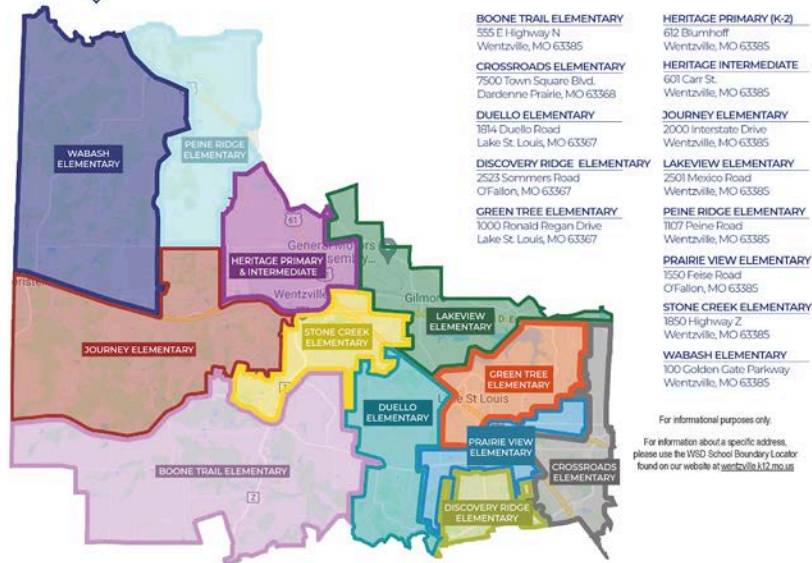 BOONE TRAIL ELEMENTARY
555 E Highway N
Wentzville, MO 63385
CROSSROADS ELEMENTARY
7500 Town Square Blvd.
Dardenne Prairie, MO 63368
DUELLO ELEMENTARY
1814 Duello Road
Lake St. Louis, MO 63367
DISCOVERY RIDGE ELEMENTARY
2523 Sommers Road
O'Fallon, MO 63367
GREEN TREE ELEMENTARY
1000 Ronald Regan Drive
Lake St. Louis, MO 63367
HERITAGE PRIMARY (K-2)
612 Blumhoff
Wentzville, MO 63385
HERITAGE INTERMEDIATE
601 Carr St.
Wentzville, MO 63385
JOURNEY ELEMENTARY
2000 Interstate Drive
Wentzville, MO 63385
LAKEVIEW ELEMENTARY
2501 Mexico Road
Wentzville, MO 63385
PEINE RIDGE ELEMENTARY
1107 Peine Road
Wentzville, MO 63385
PRAIRIE VIEW ELEMENTARY
1550 Feise Road
O'Fallon, MO 63385
STONE CREEK ELEMENTARY
1850 Highway Z
Wentzville, MO 63385
WABASH ELEMENTARY
100 Golden Gate Parkway
Wentzville, MO 63385
For informational purposes only.
For information about a specific address,
please use the WSD School Boundary Locator
found on our website at wentzville.k12.mo.us
WABASH
ELEMENTARY
PEINE RIDGE
ELEMENTARY
61
General Motors
HERITAGE PRIMARY
& INTERMEDIATE
Wentzville
Gilmor
LAKEVIEW
ELEMENTARY
STONE CREEK
ELEMENTARY
JOURNEY ELEMENTARY
GREEN TREE
ELEMENTARY
St Louis
DUELLO
ELEMENTARY
PRAIRIE VIEW
ELEMENTARY
BOONE TRAIL ELEMENTARY
Z
CROSSROADS
ELEMENTARY
DISCOVERY RIDGE
ELEMENTARY